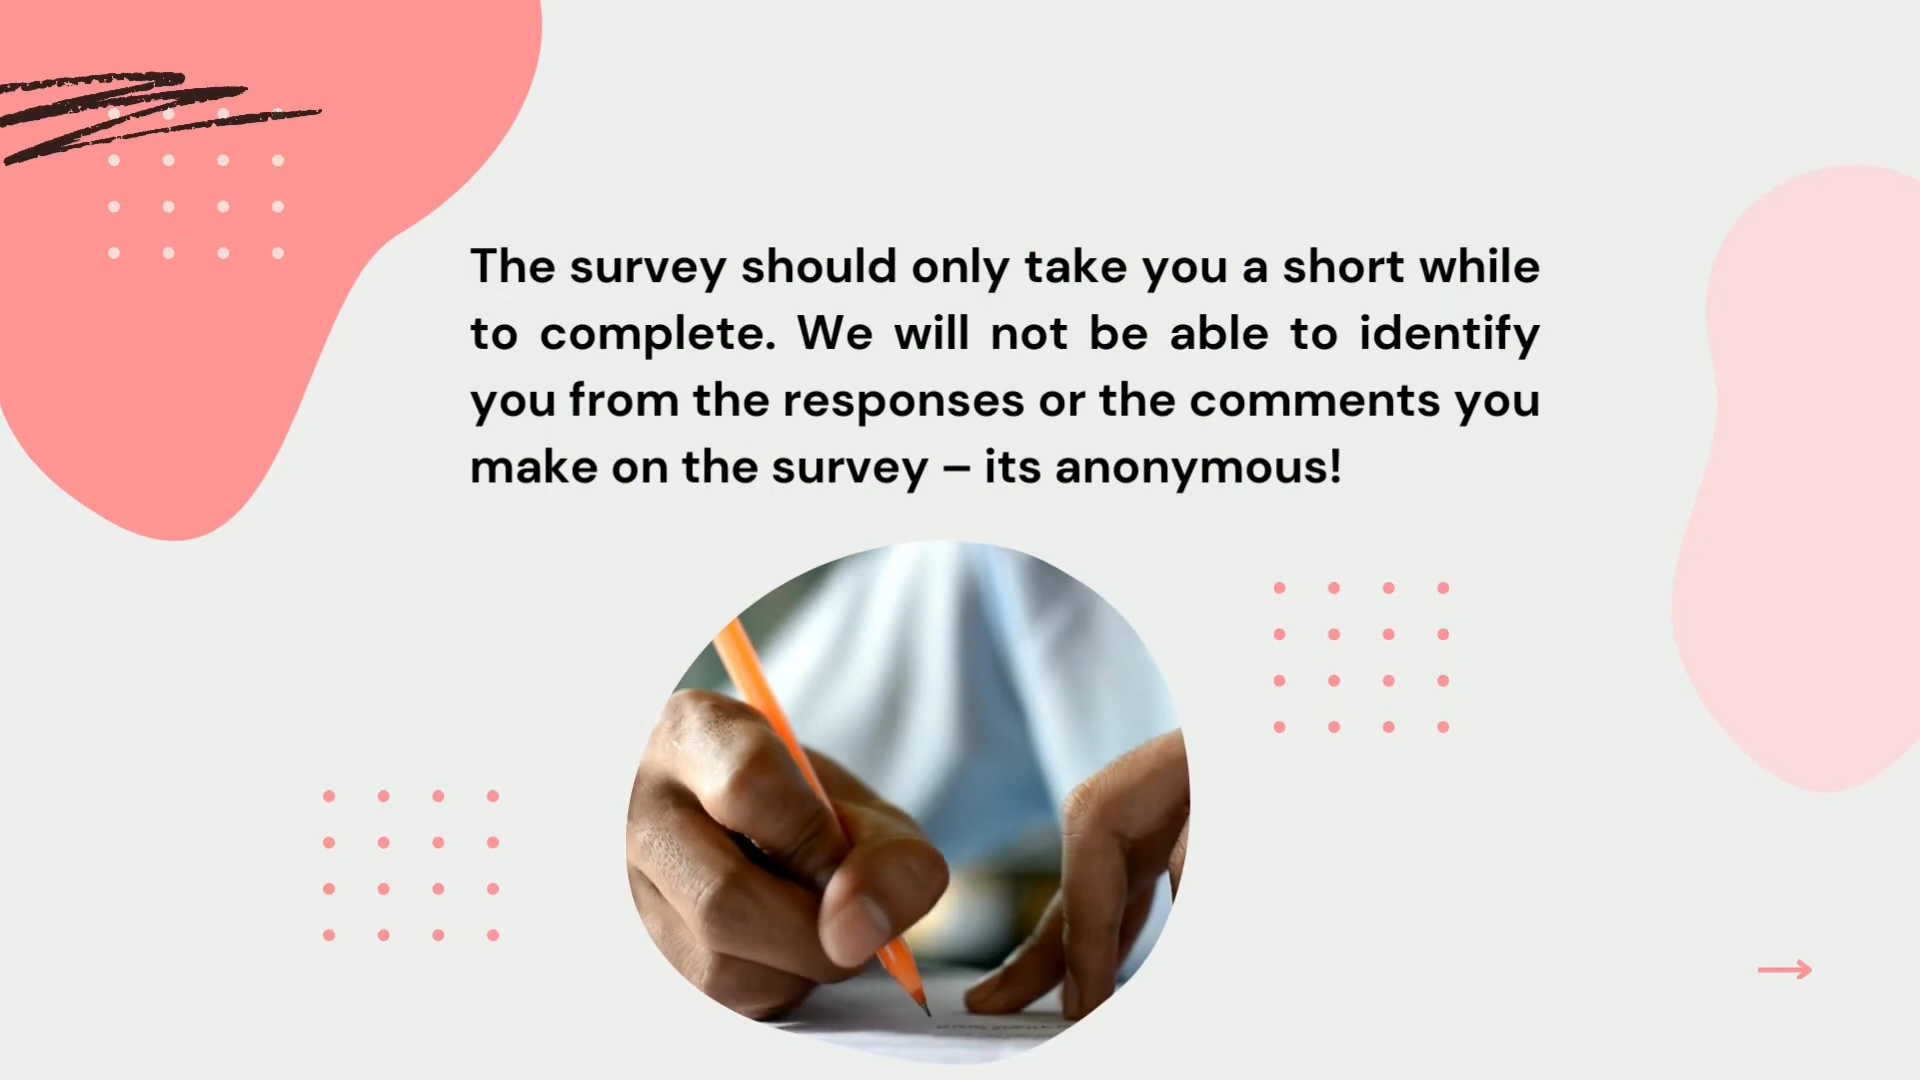 The survey should only take you a short while
to complete. We will not be able to identify
you from the responses or the comments you
make on the survey – its anonymous!